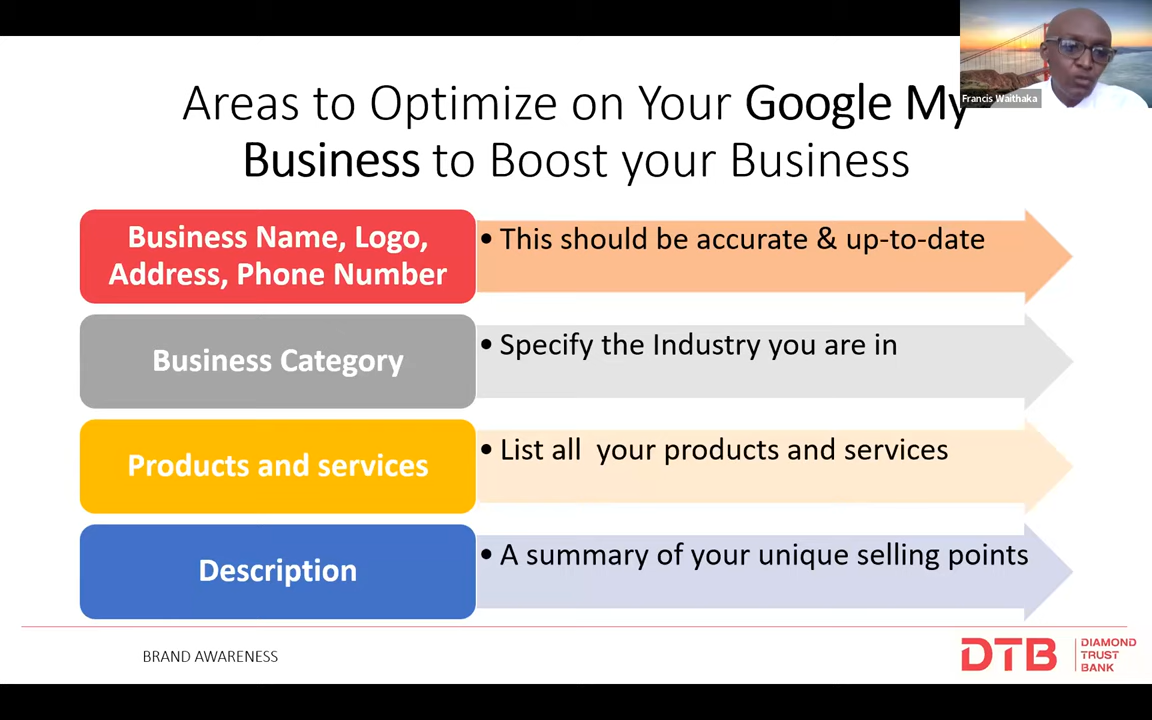 Francis Waithaka
Areas to Optimize on Your Google My
Business to Boost your Business
Business Name, Logo,
Address, Phone Number
• This should be accurate & up-to-date
Business Category
• Specify the Industry you are in
Products and services
• List all  your products and services
Description
• A summary of your unique selling points
BRAND AWARENESS
DTB
DIAMOND
TRUST
BANK